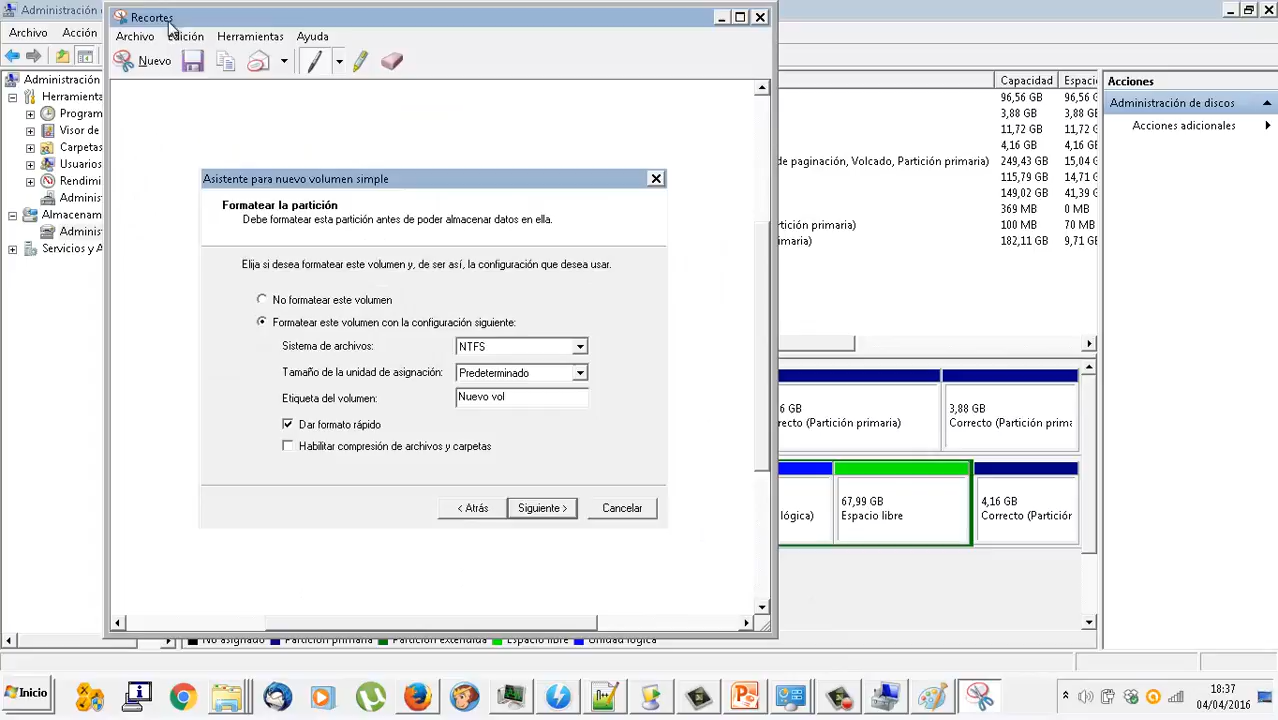 Administración d
Recortes
Archivo Acción
Archivo Edición Herramientas Ayuda
Nuevo
Administración
Herramienta
Program
Visor de
Carpetas
Usuarios
Rendimi
Adminis
Almacenam
Adminis
Servicios y A
Asistente para nuevo volumen simple
Formatear la partición
Debe formatear esta partición antes de poder almacenar datos en ella.
Elija si desea formatear este volumen y, de ser así, la configuración que desea usar.
No formatear este volumen
Formatear este volumen con la configuración siguiente:
Sistema de archivos: NTFS
Tamaño de la unidad de asignación: Predeterminado
Etiqueta del volumen: Nuevo vol
Dar formato rápido
Habilitar compresión de archivos y carpetas
< Atrás Siguiente > Cancelar
Capacidad Espaci
96,56 GB 96,56 G
3,88 GB 3,88 G
11,72 GB 11,72 G
4,16 GB 4,16 G
de paginación, Volcado, Partición primaria) 249,43 GB 15,04 G
115,79 GB 14,71 G
149,02 GB 41,39 G
369 MB 0 MB
rtición primaria) 100 MB 70 MB
imaria) 182,11 GB 9,71 G
Acciones
Administración de discos
Acciones adicionales
6 GB
orrecto (Partición primaria)
3,88 GB
Correcto (Partición prima
lógica)
67,99 GB
Espacio libre
4,16 GB
Correcto (Partición
No asignado Partición primaria Partición extendida Espacio libre Unidad lógica
Inicio
18:37
04/04/2016